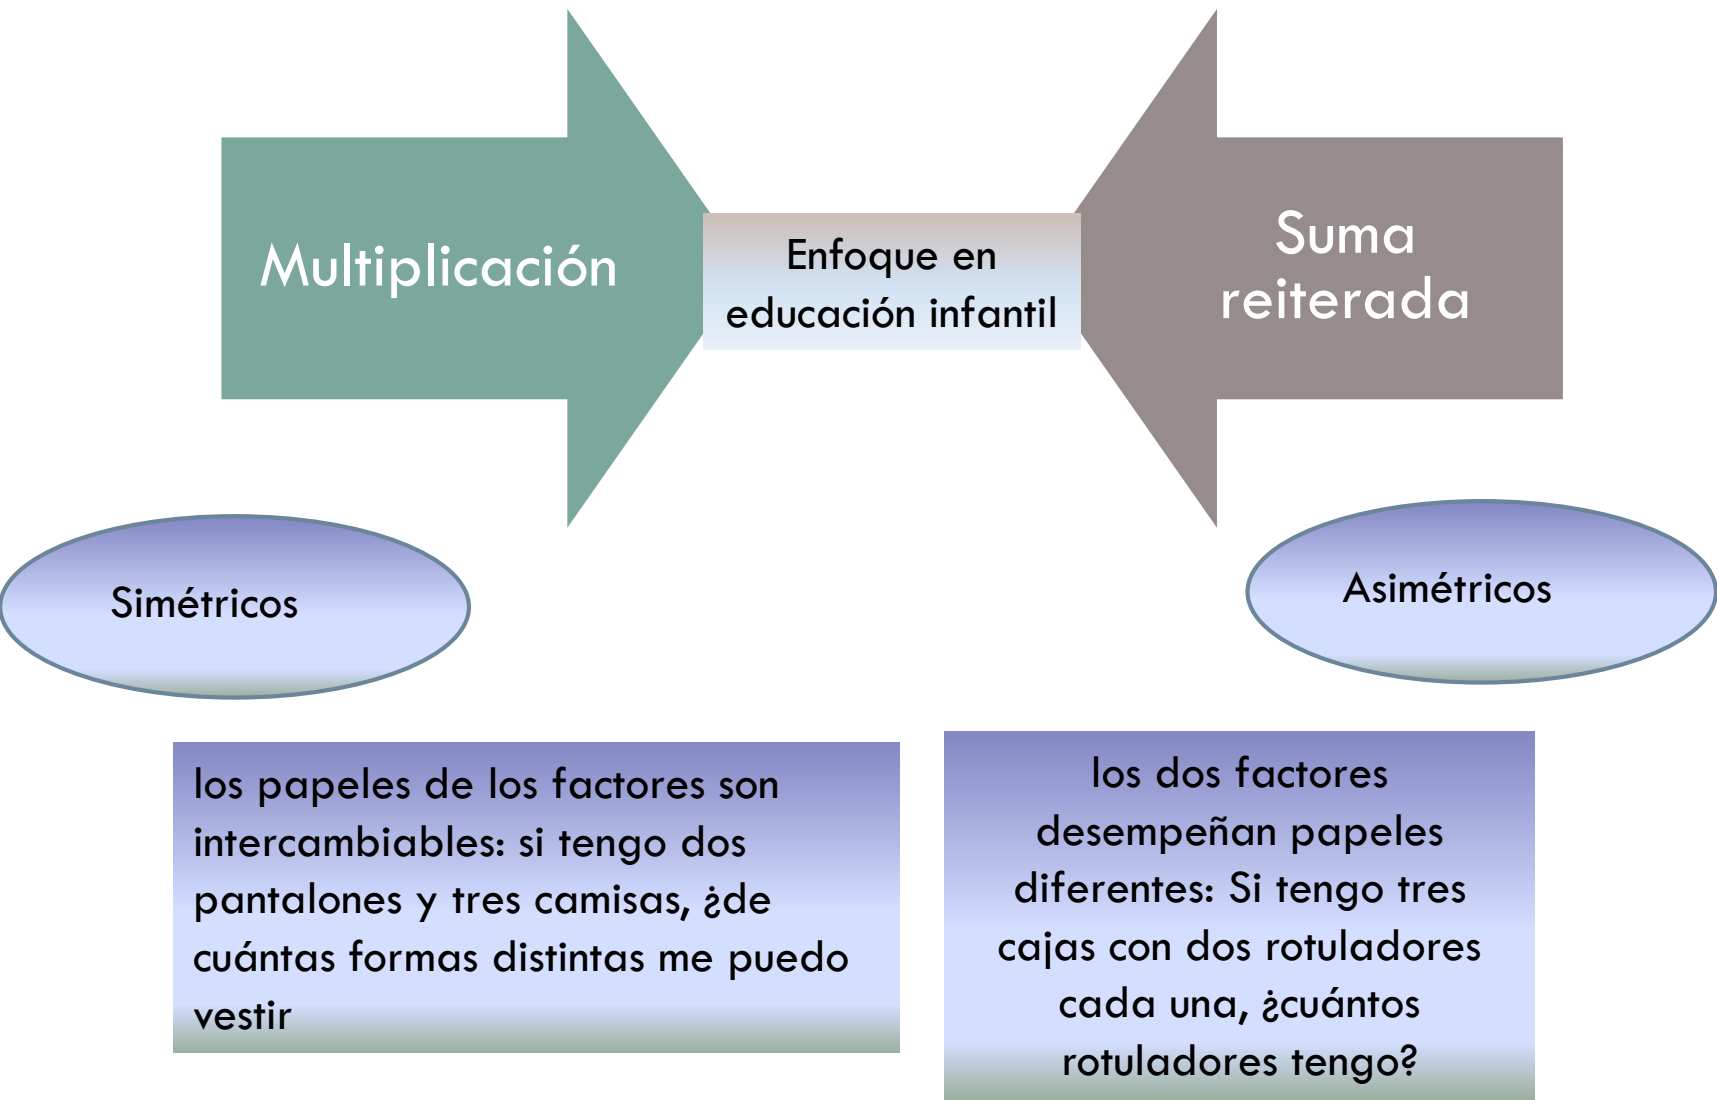 Multiplicación
Enfoque en
educación infantil
Suma
reiterada
Simétricos
Asimétricos
los papeles de los factores son
intercambiables: si tengo dos
pantalones y tres camisas, ¿de
cuántas formas distintas me puedo
vestir
los dos factores
desempeñan papeles
diferentes: Si tengo tres
cajas con dos rotuladores
cada una, ¿cuántos
rotuladores tengo?